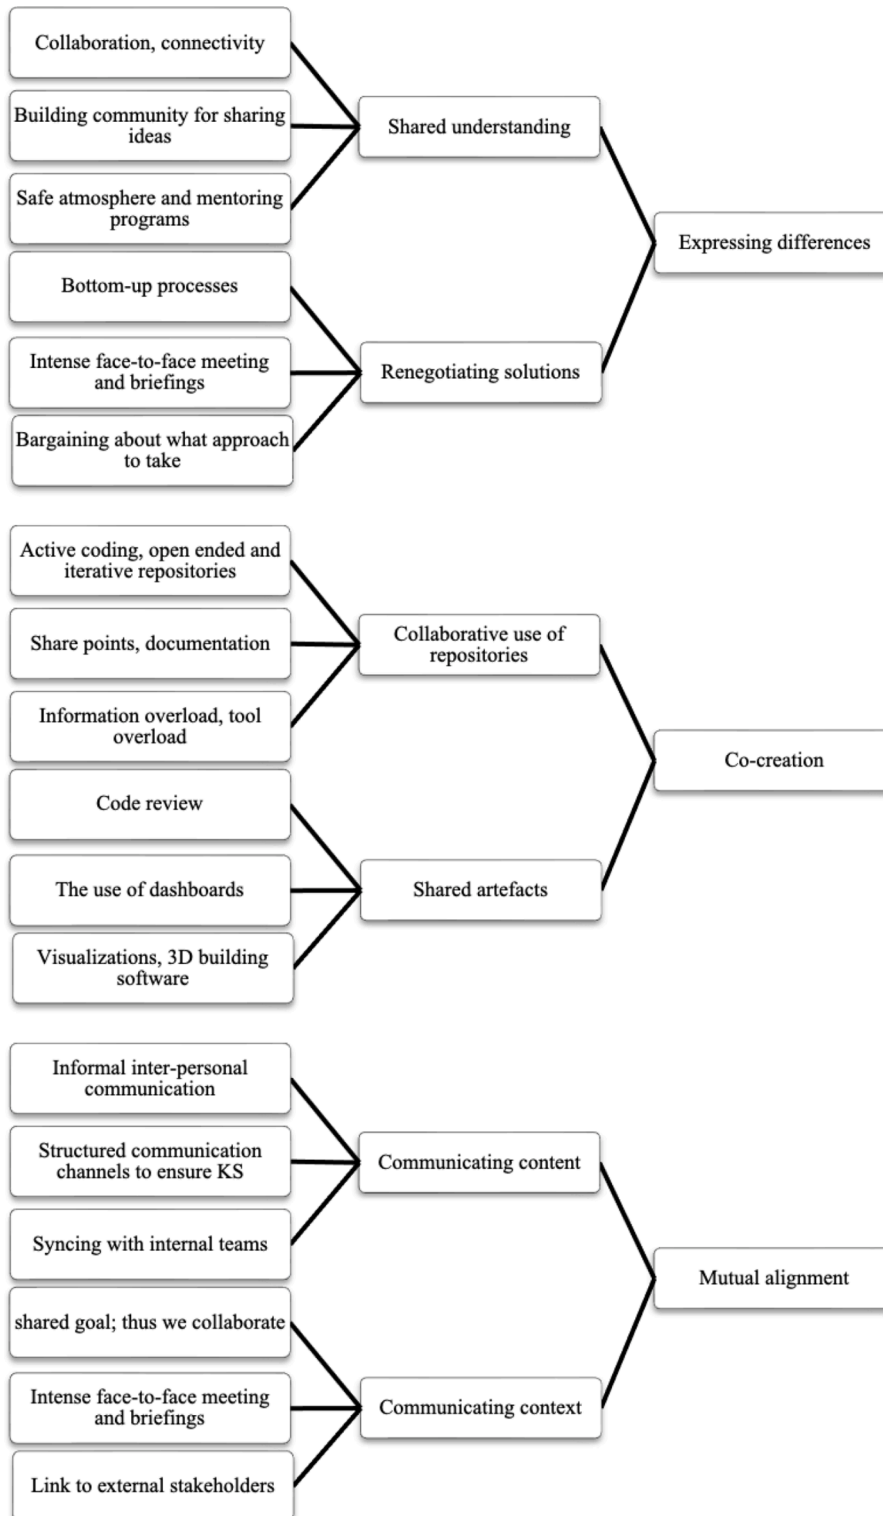 Collaboration, connectivity
Building community for sharing
ideas
Safe atmosphere and mentoring
programs
Shared understanding
Bottom-up processes
Intense face-to-face meeting
and briefings
Bargaining about what approach
to take
Renegotiating solutions
Expressing differences
Active coding, open ended and
iterative repositories
Share points, documentation
Information overload, tool
overload
Collaborative use of
repositories
Code review
The use of dashboards
Visualizations, 3D building
software
Shared artefacts
Co-creation
Informal inter-personal
communication
Structured communication
channels to ensure KS
Syncing with internal teams
Communicating content
shared goal; thus we collaborate
Intense face-to-face meeting
and briefings
Link to external stakeholders
Communicating context
Mutual alignment